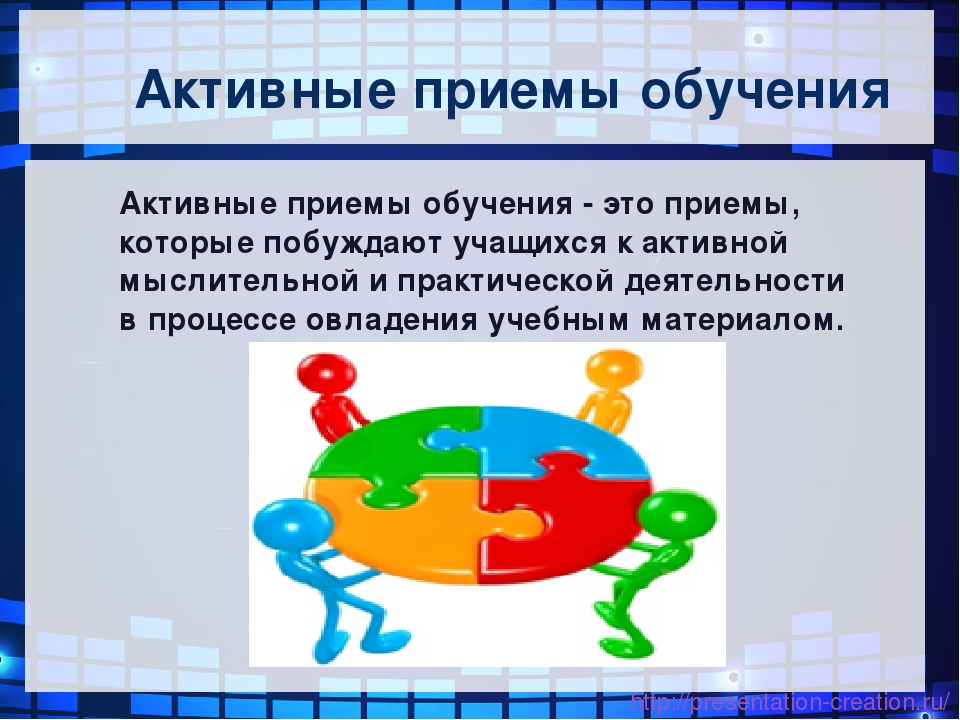 Активные приемы обучения
Активные приемы обучения - это приемы,
которые побуждают учащихся к активной
мыслительной и практической деятельности
в процессе овладения учебным материалом.
http://presentation-creation.ru/